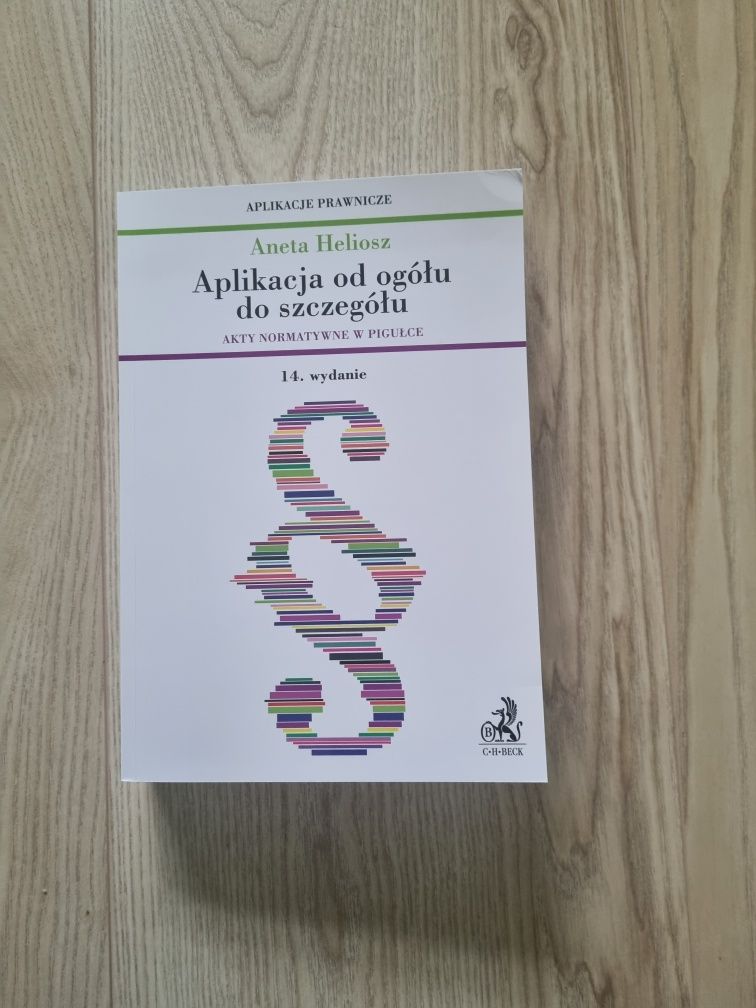 APLIKACJE PRAWNICZE
Aneta Heliosz
Aplikacja od ogółu
do szczegółu
AKTY NORMATYWNE W PIGUŁCE
14. wydanie
B
C·H·BECK